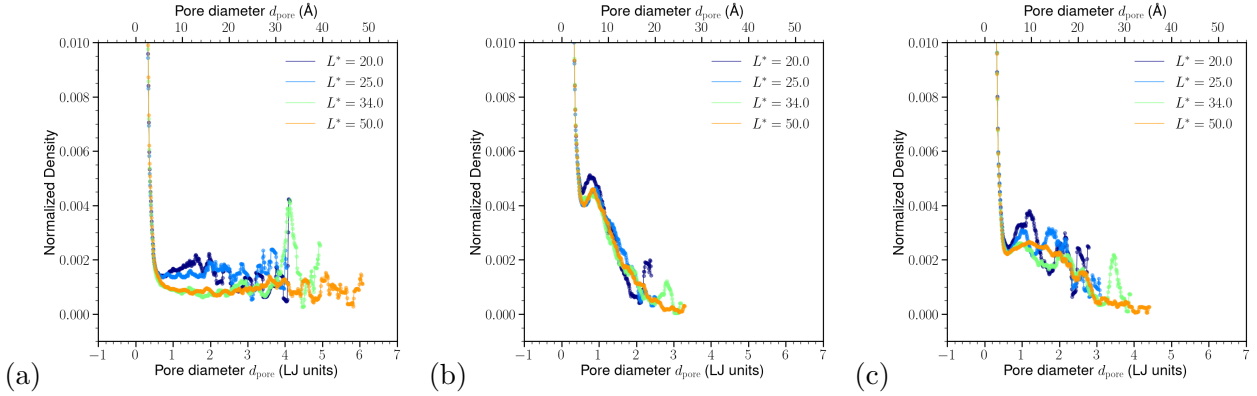 Pore diameter d_pore (Å)
0 10 20 30 40 50
0.010
0.008
0.006
0.004
0.002
0.000
Normalized Density
L* = 20.0
L* = 25.0
L* = 34.0
L* = 50.0
−1 0 1 2 3 4 5 6 7
Pore diameter d_pore (LJ units)
(a)
Pore diameter d_pore (Å)
0 10 20 30 40 50
0.010
0.008
0.006
0.004
0.002
0.000
Normalized Density
L* = 20.0
L* = 25.0
L* = 34.0
L* = 50.0
−1 0 1 2 3 4 5 6 7
Pore diameter d_pore (LJ units)
(b)
Pore diameter d_pore (Å)
0 10 20 30 40 50
0.010
0.008
0.006
0.004
0.002
0.000
Normalized Density
L* = 20.0
L* = 25.0
L* = 34.0
L* = 50.0
−1 0 1 2 3 4 5 6 7
Pore diameter d_pore (LJ units)
(c)